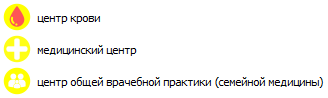 центр крови
медицинский центр
центр общей врачебной практики (семейной медицины)